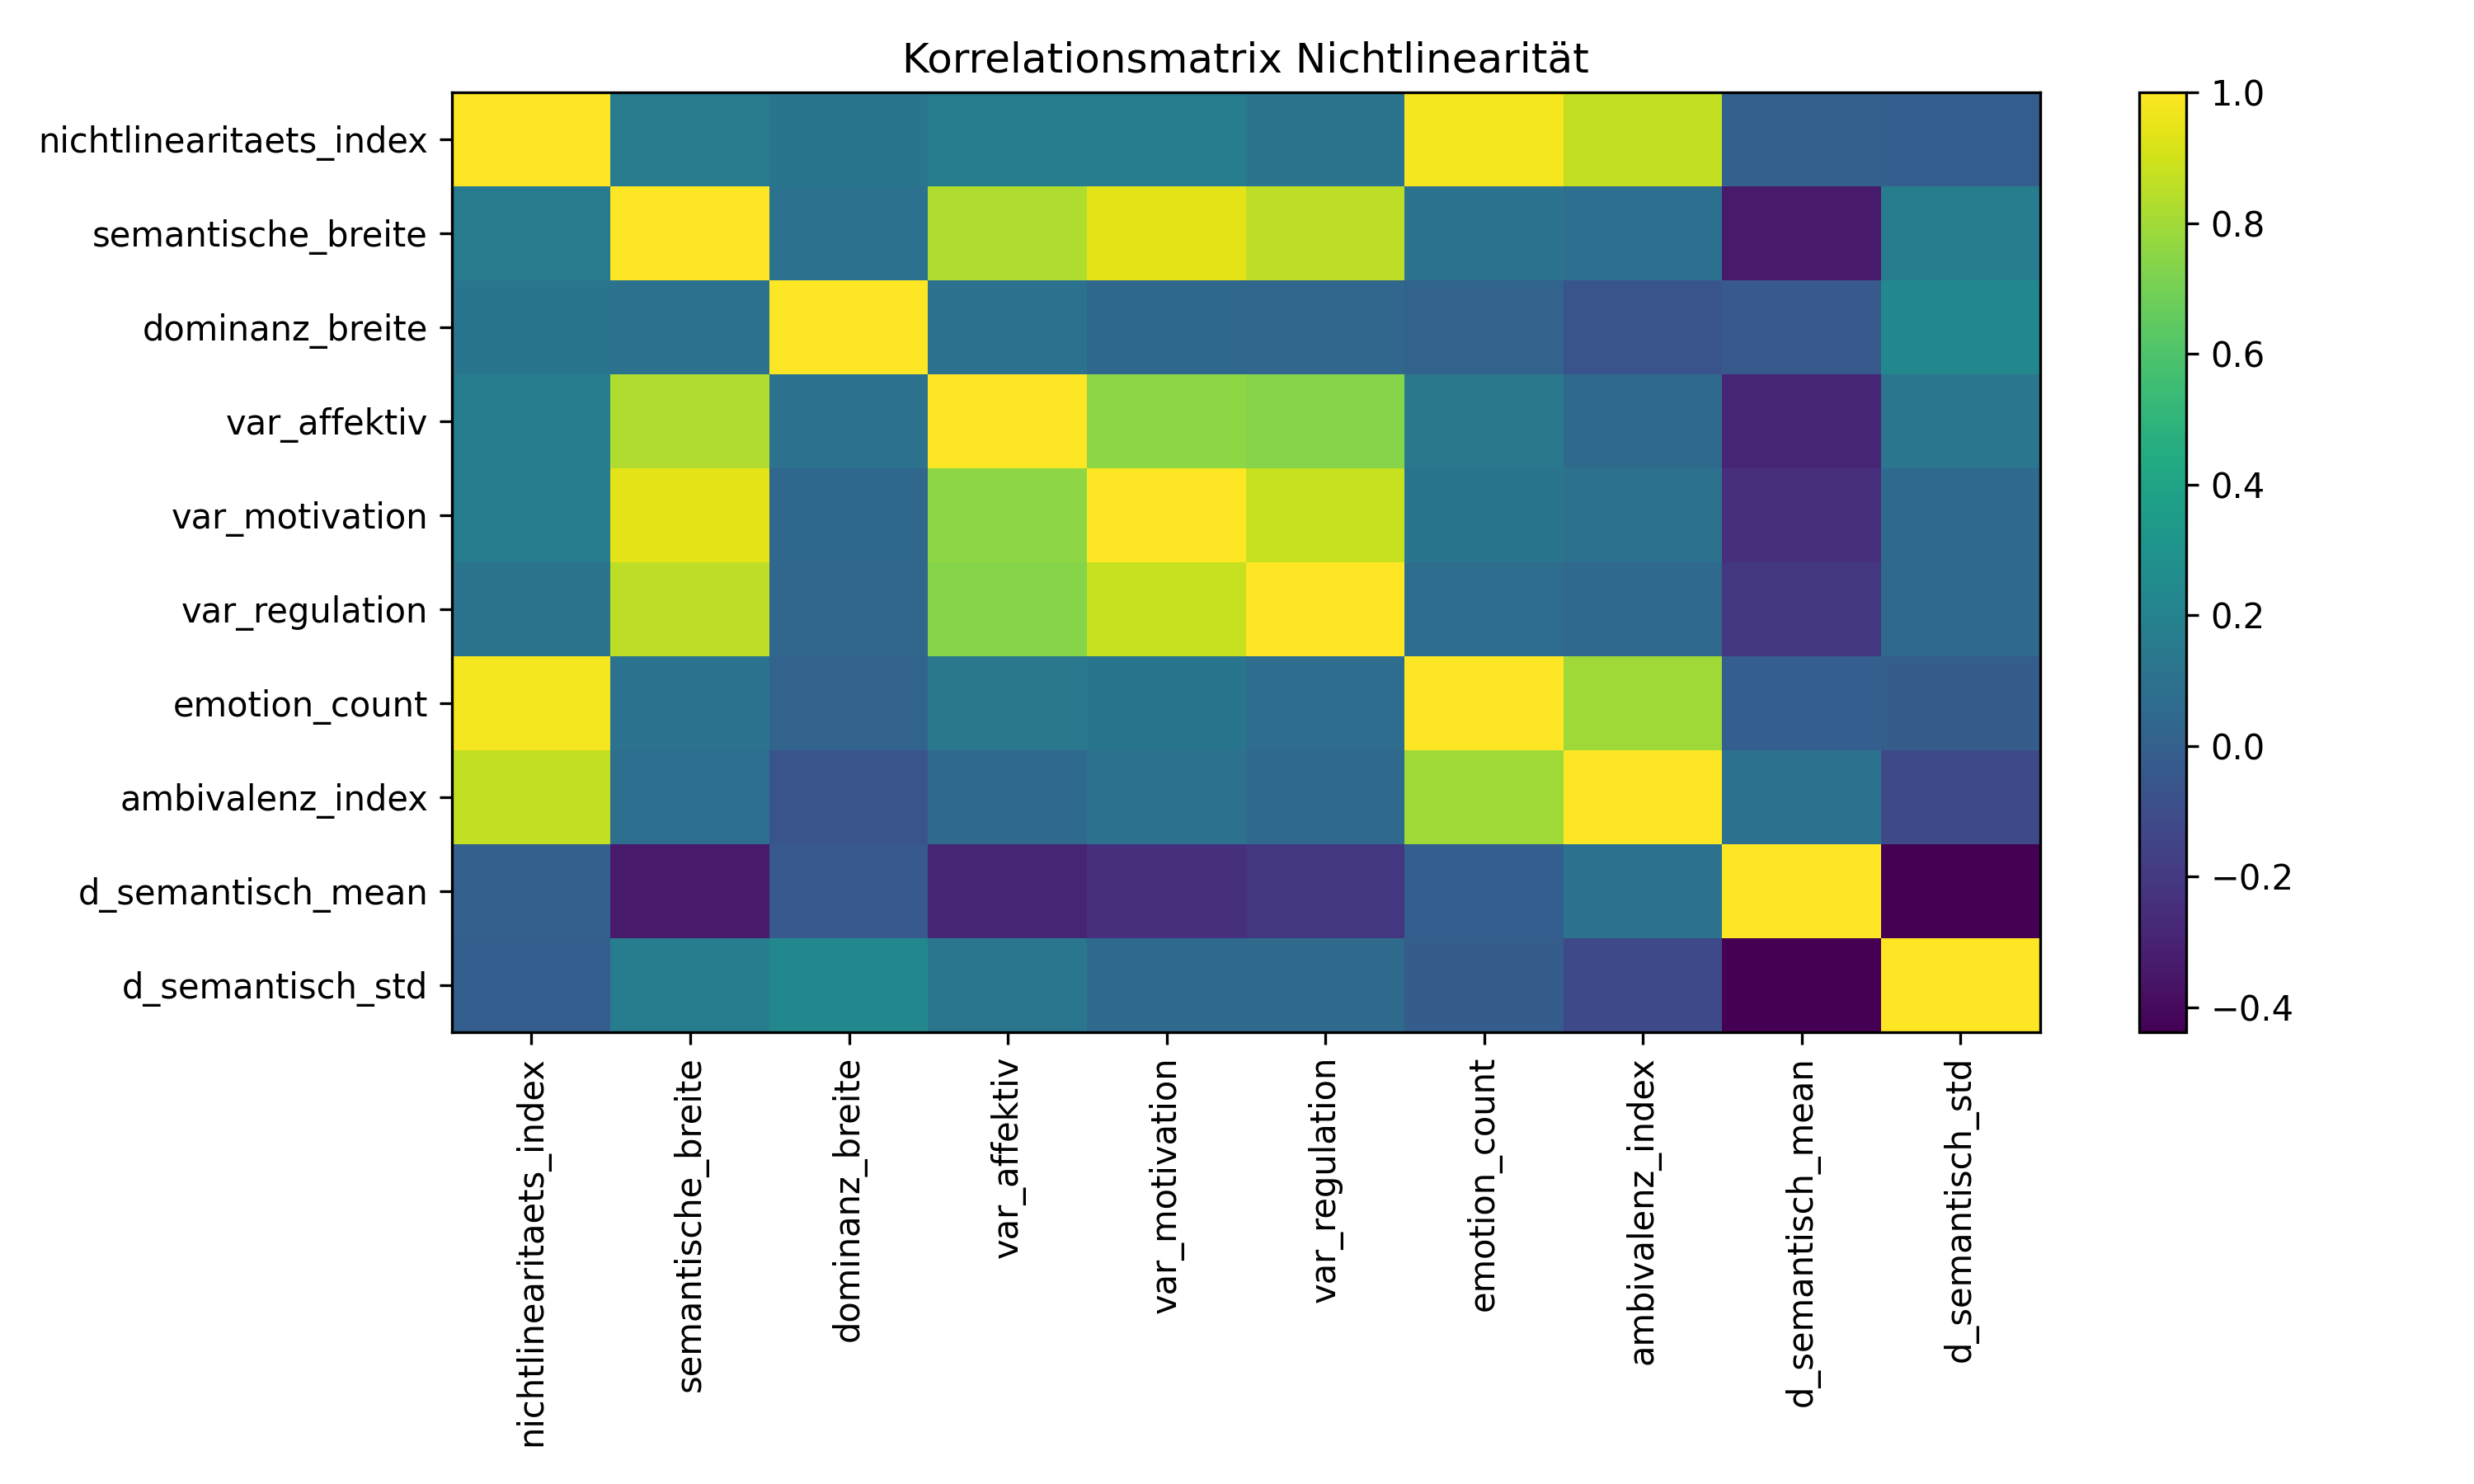 Korrelationsmatrix Nichtlinearität
nichtlinearitaets_index
semantische_breite
dominanz_breite
var_affektiv
var_motivation
var_regulation
emotion_count
ambivalenz_index
d_semantisch_mean
d_semantisch_std
nichtlinearitaets_index
semantische_breite
dominanz_breite
var_affektiv
var_motivation
var_regulation
emotion_count
ambivalenz_index
d_semantisch_mean
d_semantisch_std
1.0
0.8
0.6
0.4
0.2
0.0
−0.2
−0.4